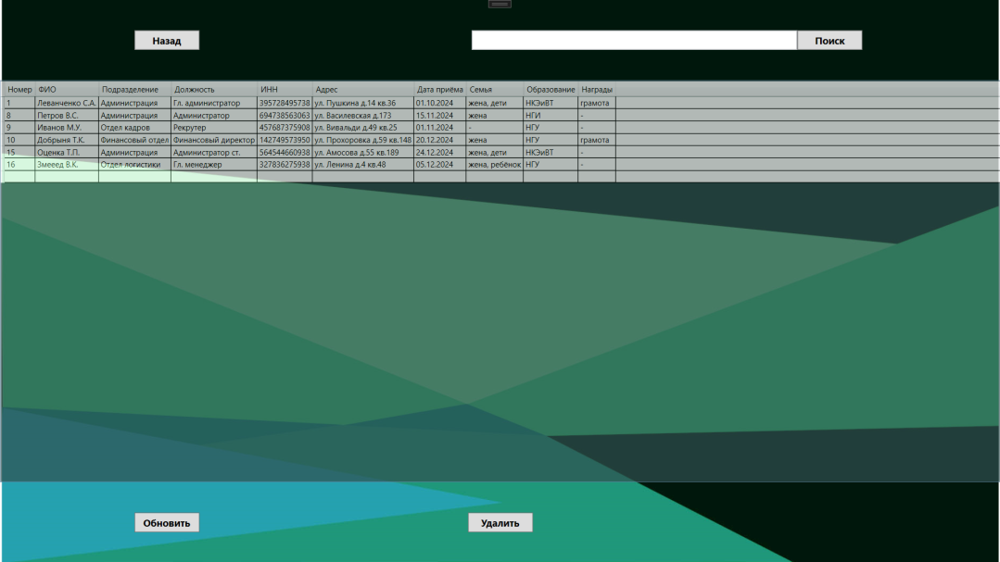 Назад Поиск
Номер ФИО Подразделение Должность ИНН Адрес Дата приёма Семья Образование Награды
1 Леванченко С.А. Администрация Гл. администратор 395728495738 ул. Пушкина д.14 кв.36 01.10.2024 жена, дети НКЭиВТ грамота
8 Петров В.С. Администрация Администратор 694738563063 ул. Василевская д.173 15.11.2024 жена НГИ -
9 Иванов М.У. Отдел кадров Рекрутер 457687375908 ул. Вивальди д.49 кв.25 01.11.2024 - НГУ -
10 Добрыня Т.К. Финансовый отдел Финансовый директор 142749573950 ул. Прохоровка д.59 кв.148 20.12.2024 жена НГУ грамота
15 Оценка Т.П. Администрация Администратор ст. 564544660938 ул. Амосова д.55 кв.189 24.12.2024 жена, дети НКЭиВТ -
16 Змееед В.К. Отдел логистики Гл. менеджер 327836275938 ул. Ленина д.4 кв.48 05.12.2024 жена, ребёнок НГУ -
Обновить Удалить